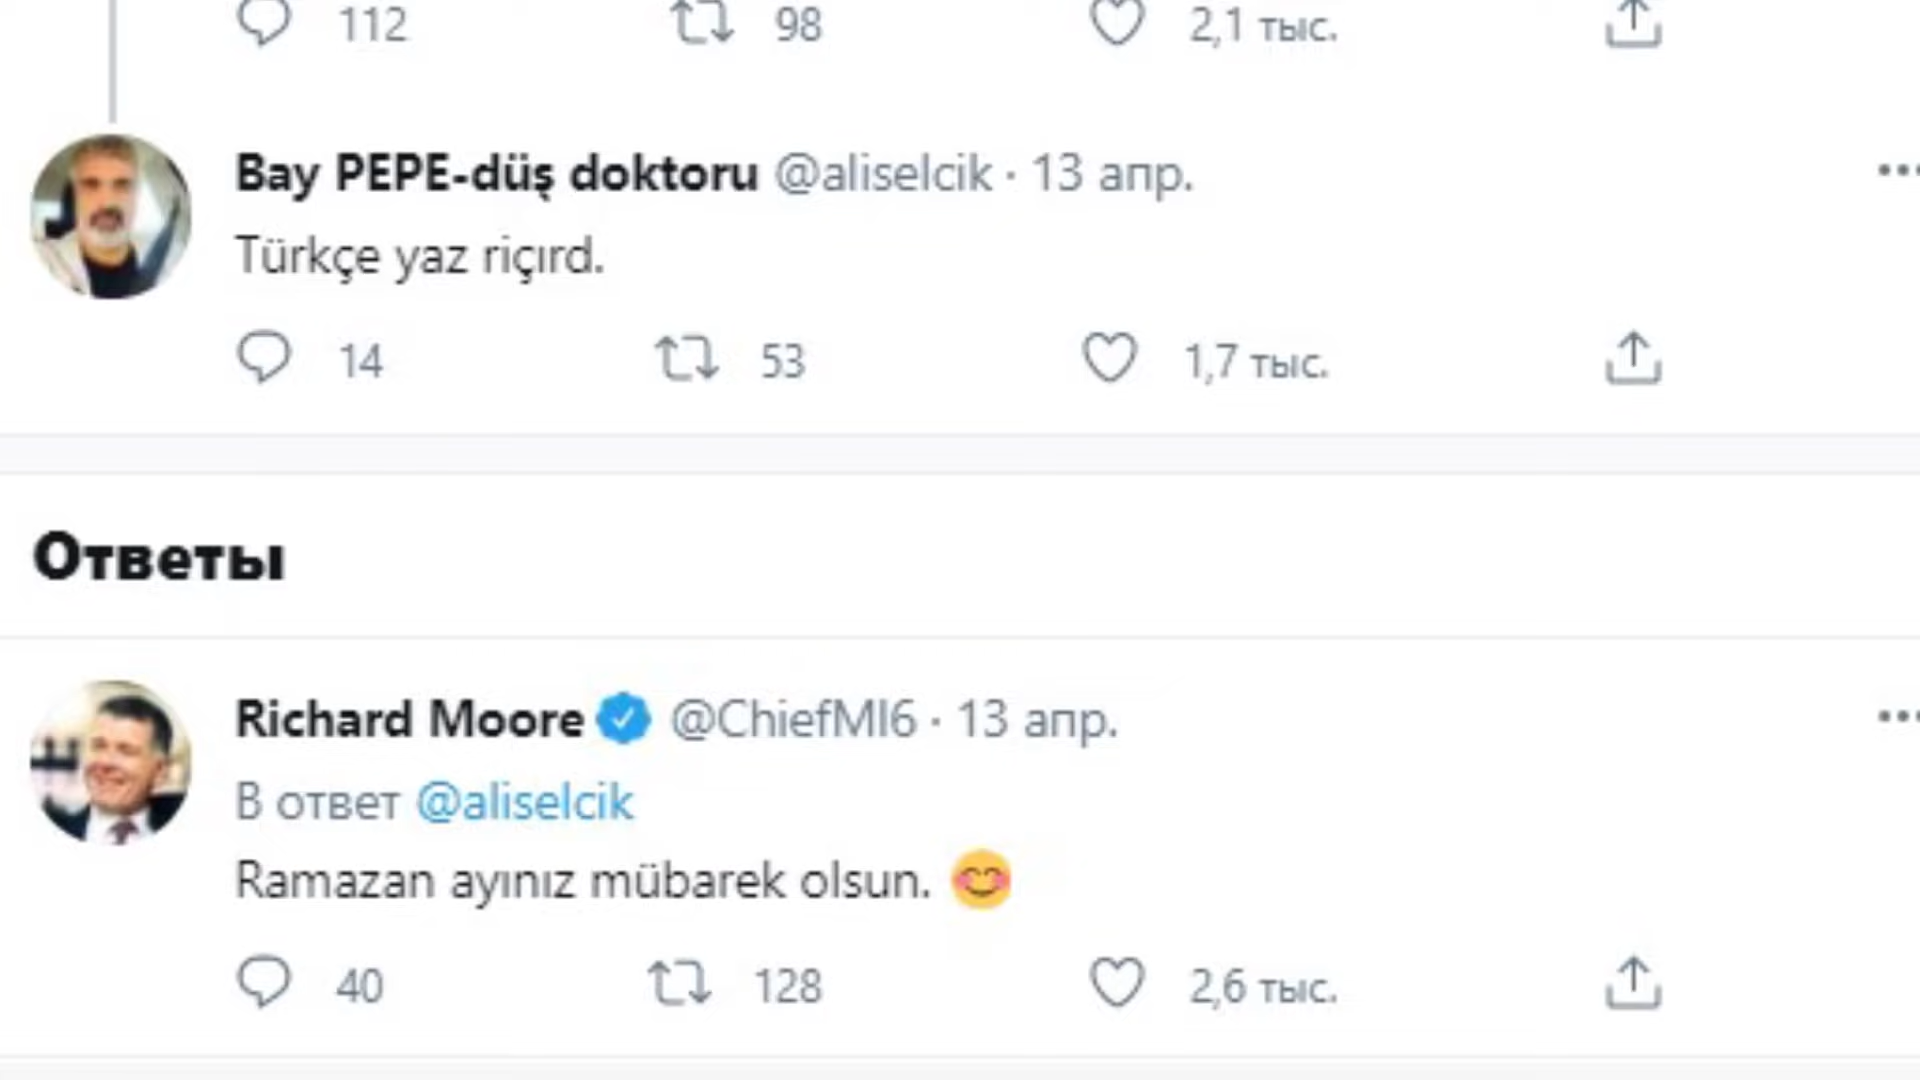 112 98 2,1 тыс.
Bay PEPE-düş doktoru @aliselcik · 13 апр.
Türkçe yaz riçırd.
14 53 1,7 тыс.
Ответы
Richard Moore @ChiefMI6 · 13 апр.
В ответ @aliselcik
Ramazan ayınız mübarek olsun. 😊
40 128 2,6 тыс.